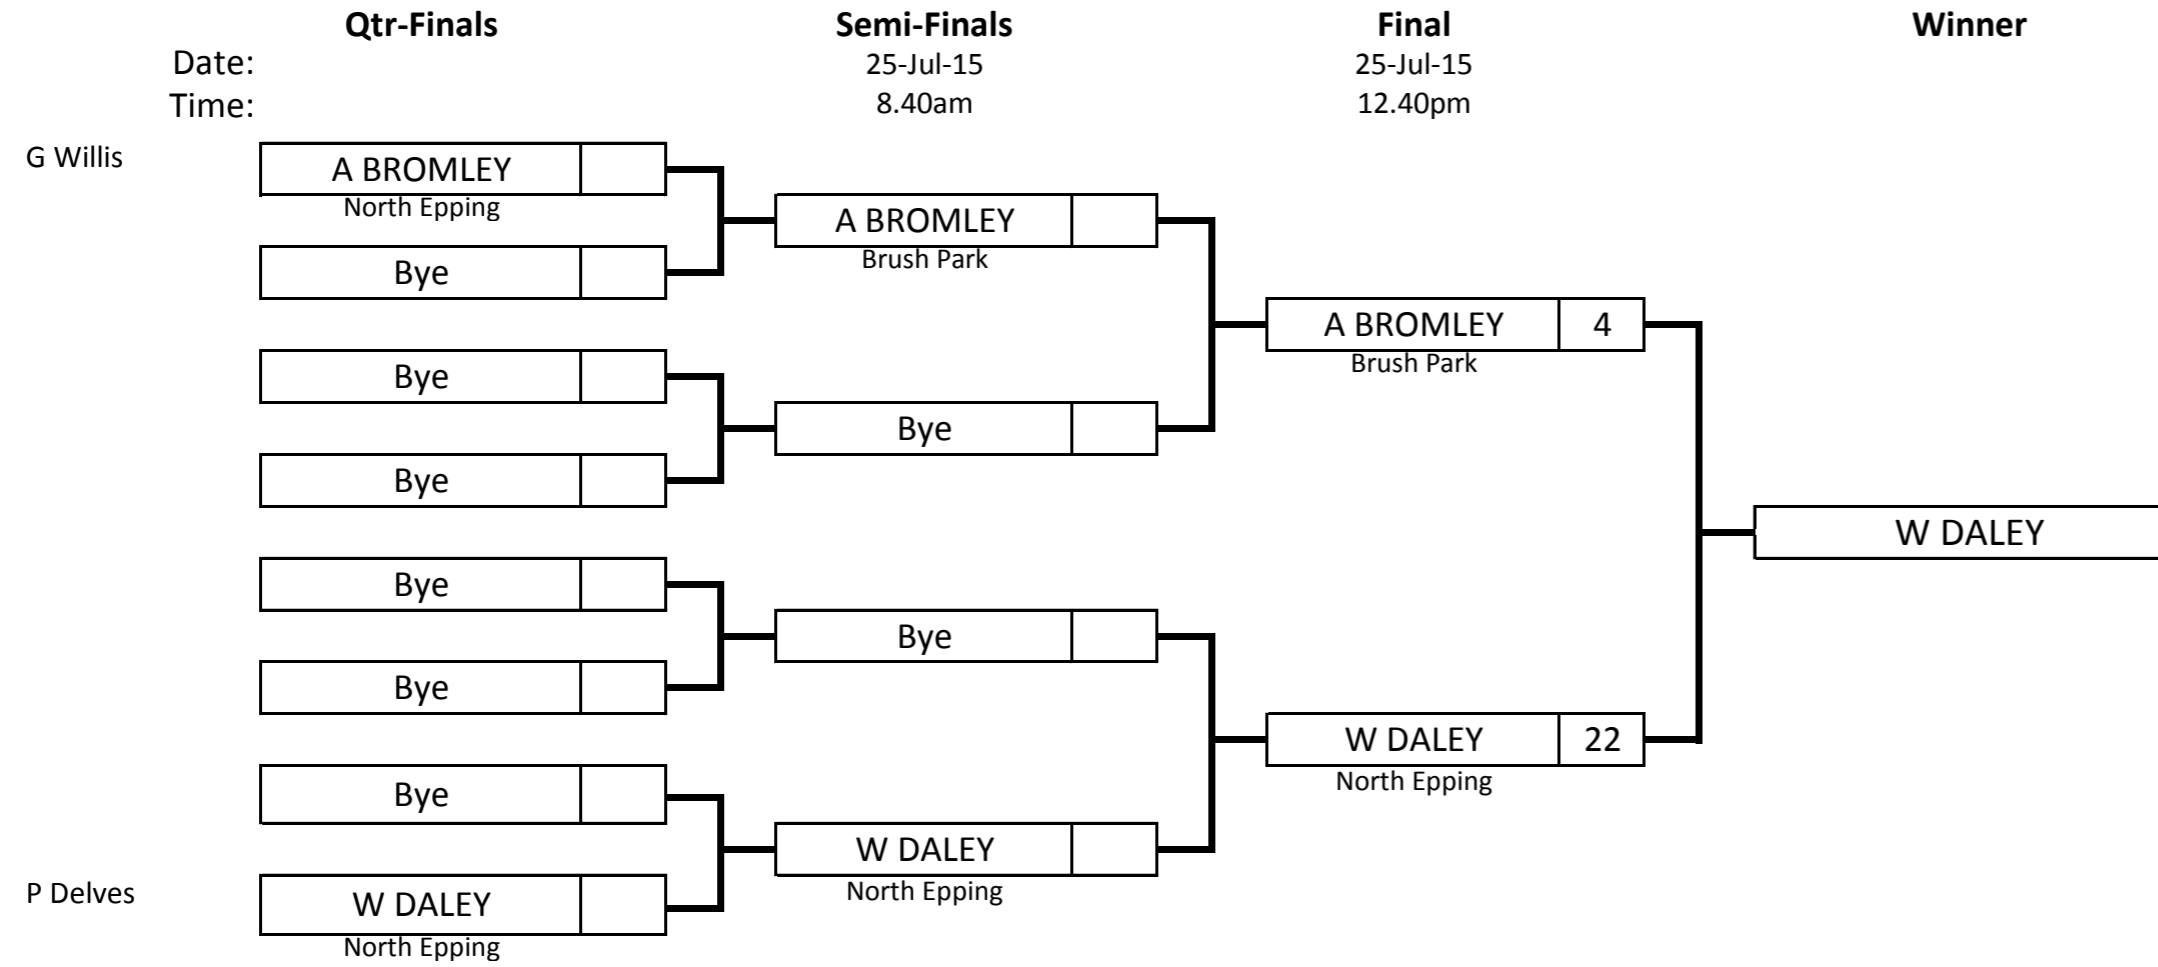 Qtr-Finals Semi-Finals Final Winner
Date: 25-Jul-15 25-Jul-15
Time: 8.40am 12.40pm
G Willis
A BROMLEY
North Epping
Bye
Bye
Bye
Bye
Bye
Bye
P Delves
W DALEY
North Epping
A BROMLEY
Brush Park
Bye
Bye
W DALEY
North Epping
A BROMLEY 4
Brush Park
W DALEY 22
North Epping
W DALEY